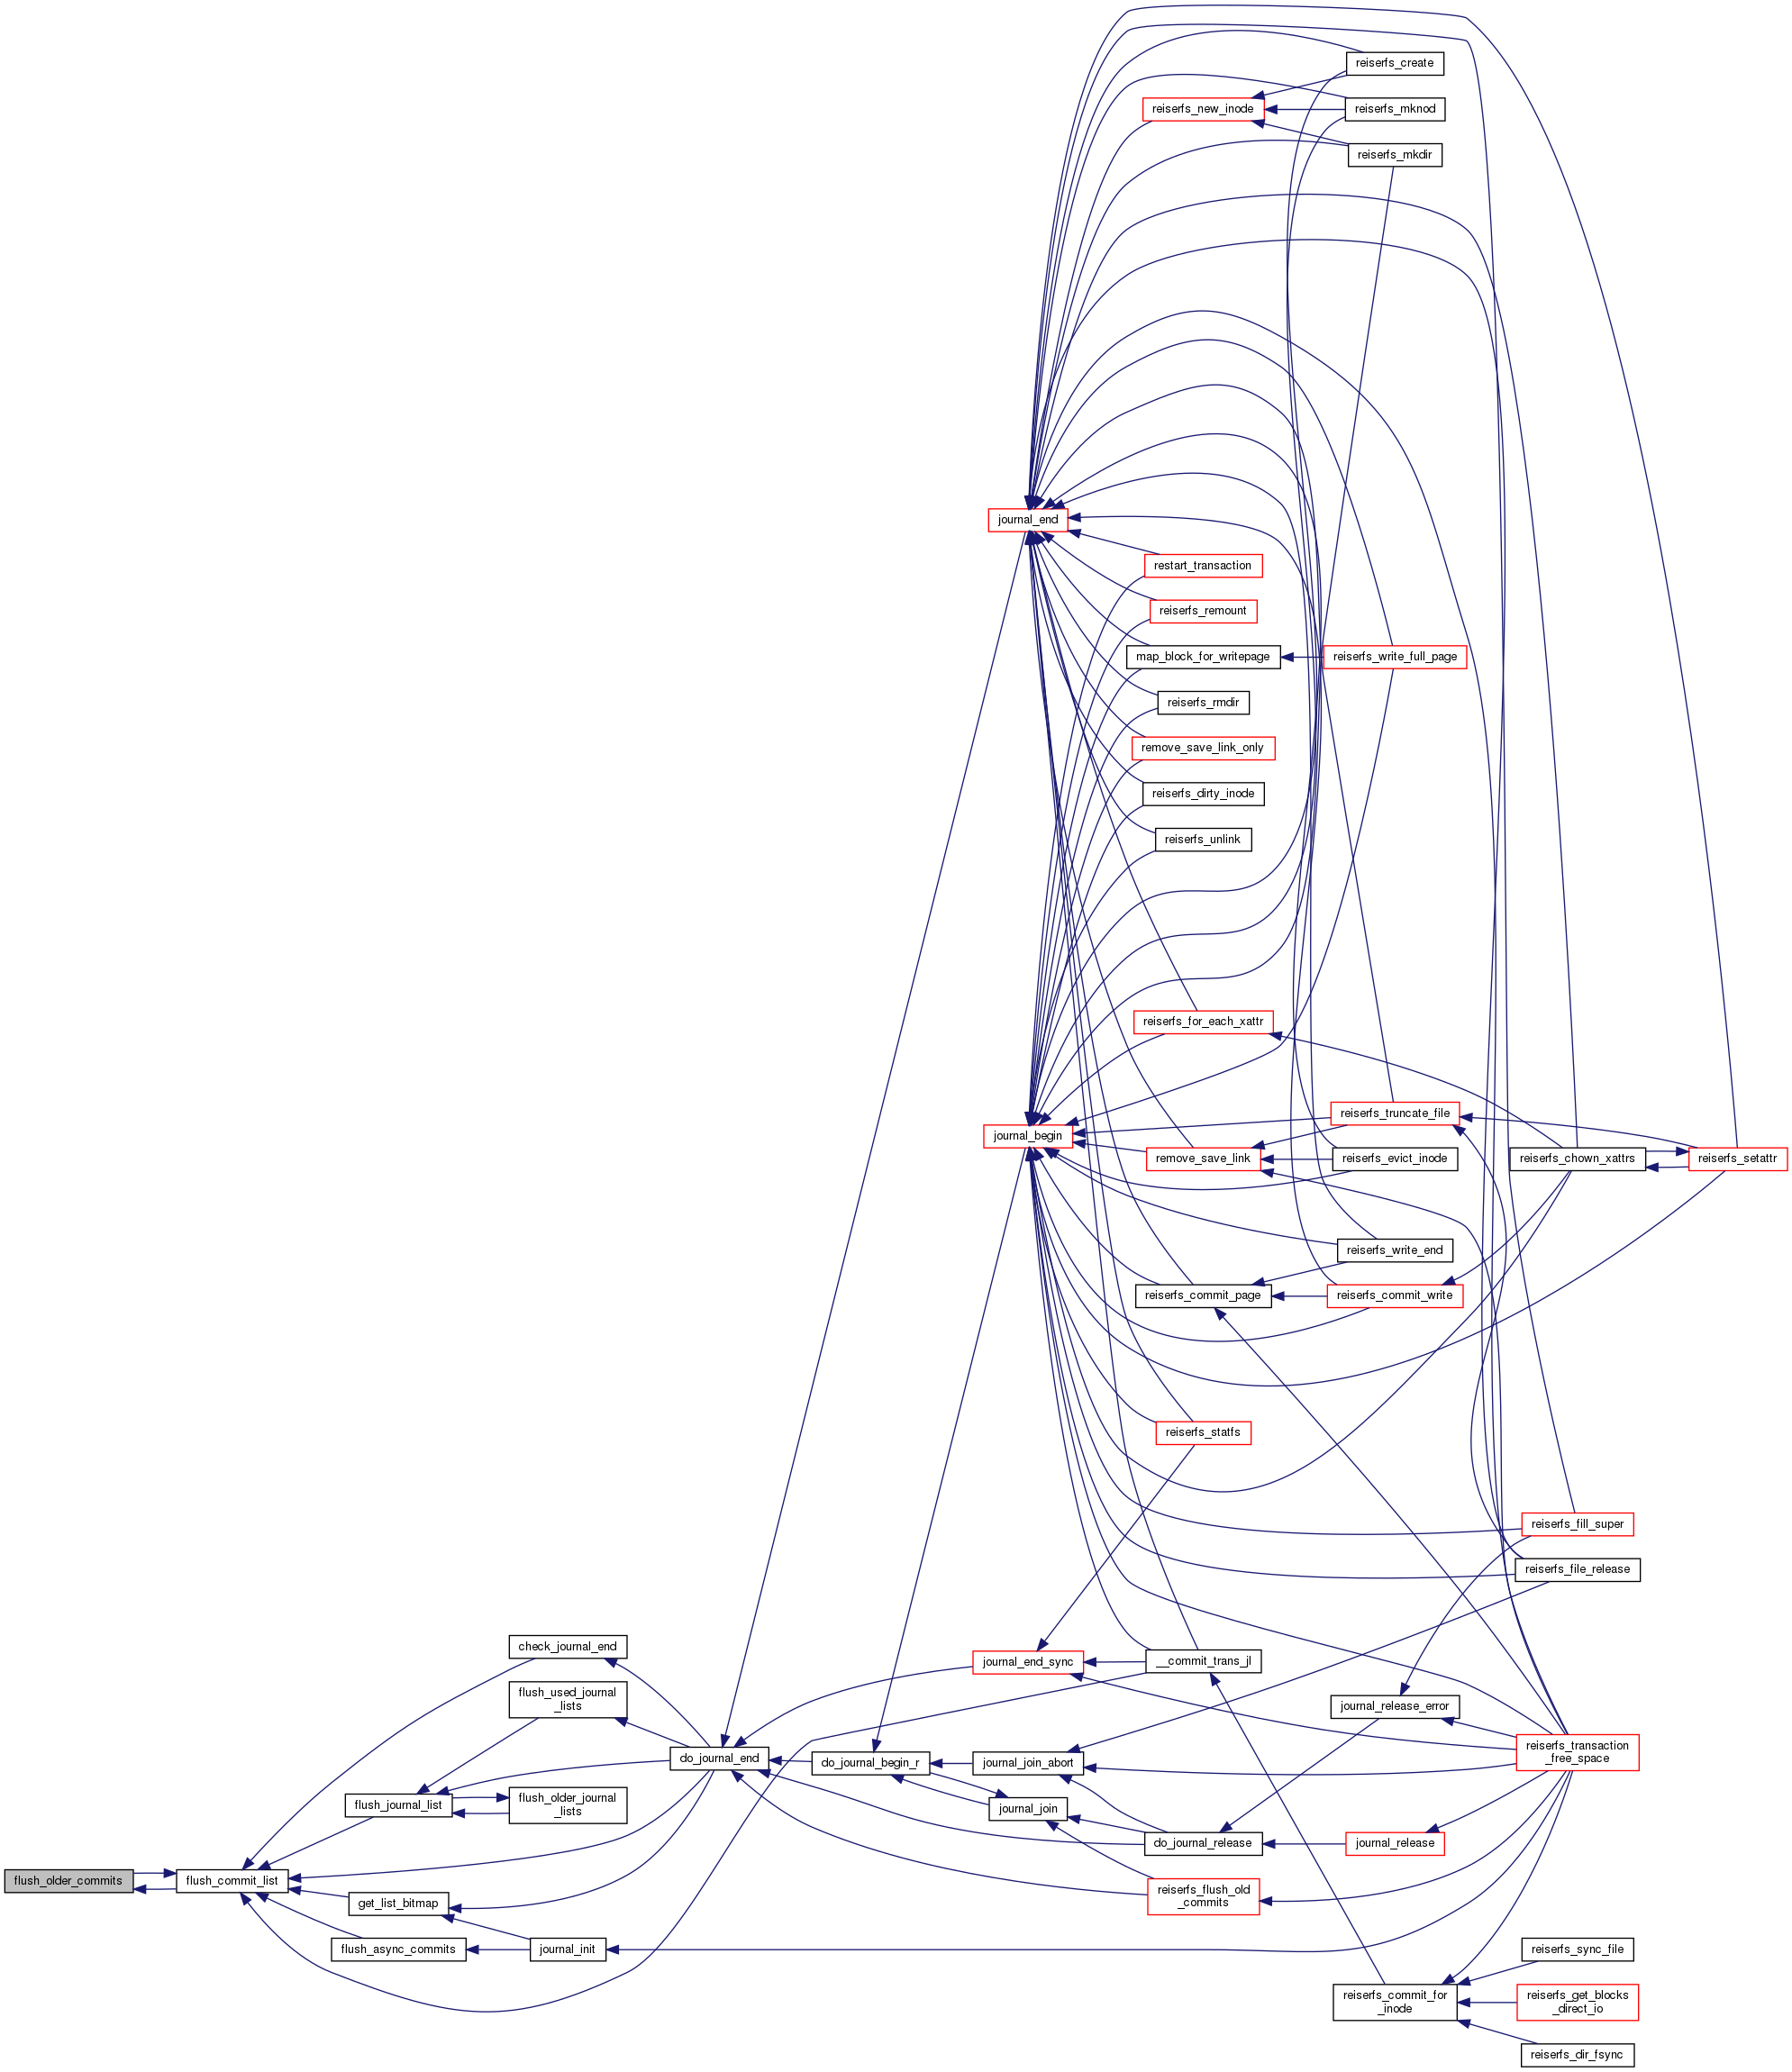 reiserfs_create
reiserfs_new_inode
reiserfs_mknod
reiserfs_mkdir
journal_end
restart_transaction
reiserfs_remount
map_block_for_writepage
reiserfs_write_full_page
reiserfs_rmdir
remove_save_link_only
reiserfs_dirty_inode
reiserfs_unlink
reiserfs_for_each_xattr
reiserfs_truncate_file
journal_begin
remove_save_link
reiserfs_evict_inode
reiserfs_chown_xattrs
reiserfs_setattr
reiserfs_write_end
reiserfs_commit_page
reiserfs_commit_write
reiserfs_statfs
reiserfs_fill_super
reiserfs_file_release
check_journal_end
journal_end_sync
__commit_trans_jl
flush_used_journal
_lists
journal_release_error
do_journal_end
do_journal_begin_r
journal_join_abort
reiserfs_transaction
_free_space
flush_journal_list
flush_older_journal
_lists
journal_join
do_journal_release
journal_release
flush_older_commits
flush_commit_list
get_list_bitmap
reiserfs_flush_old
_commits
flush_async_commits
journal_init
reiserfs_sync_file
reiserfs_commit_for
_inode
reiserfs_get_blocks
_direct_io
reiserfs_dir_fsync